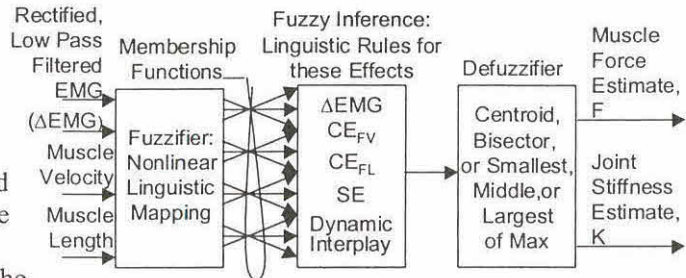 Rectified,
Low Pass
Filtered
EMG
(ΔEMG)
Muscle
Velocity
Muscle
Length
Membership
Functions
Fuzzifier:
Nonlinear
Linguistic
Mapping
Fuzzy Inference:
Linguistic Rules for
these Effects
ΔEMG
CE_FV
CE_FL
SE
Dynamic
Interplay
Defuzzifier
Centroid,
Bisector,
or Smallest,
Middle,or
Largest
of Max
Muscle
Force
Estimate,
F
Joint
Stiffness
Estimate,
K